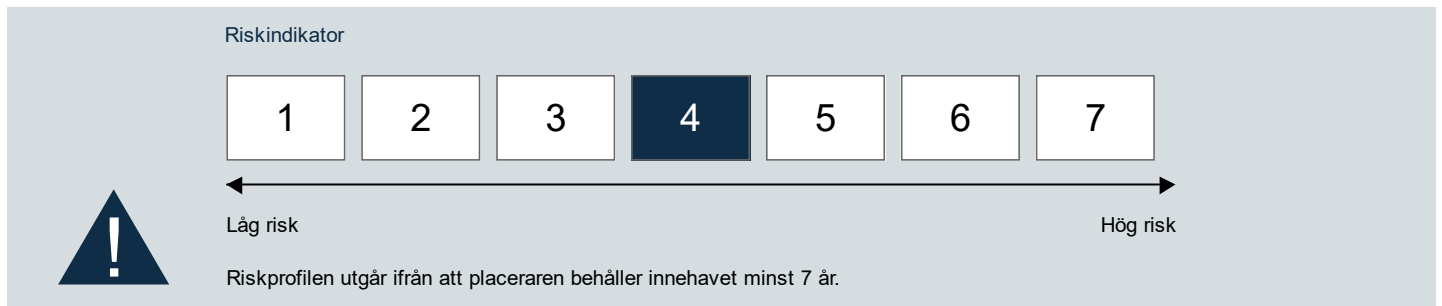 Riskindikator
1 2 3 4 5 6 7
Låg risk Hög risk
!
Riskprofilen utgår ifrån att placeraren behåller innehavet minst 7 år.